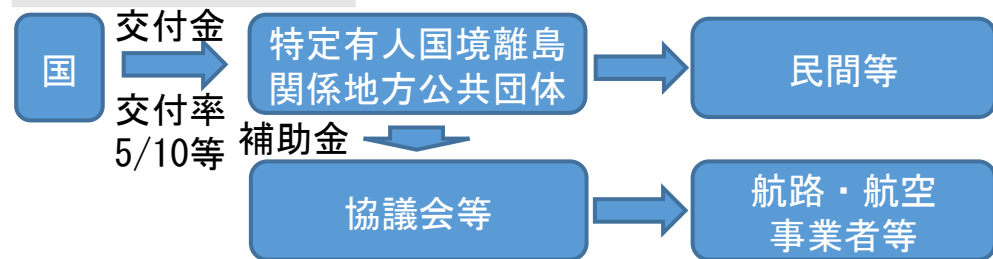 国
交付金
交付率
5/10等
特定有人国境離島
関係地方公共団体
民間等
補助金
協議会等
航路・航空
事業者等